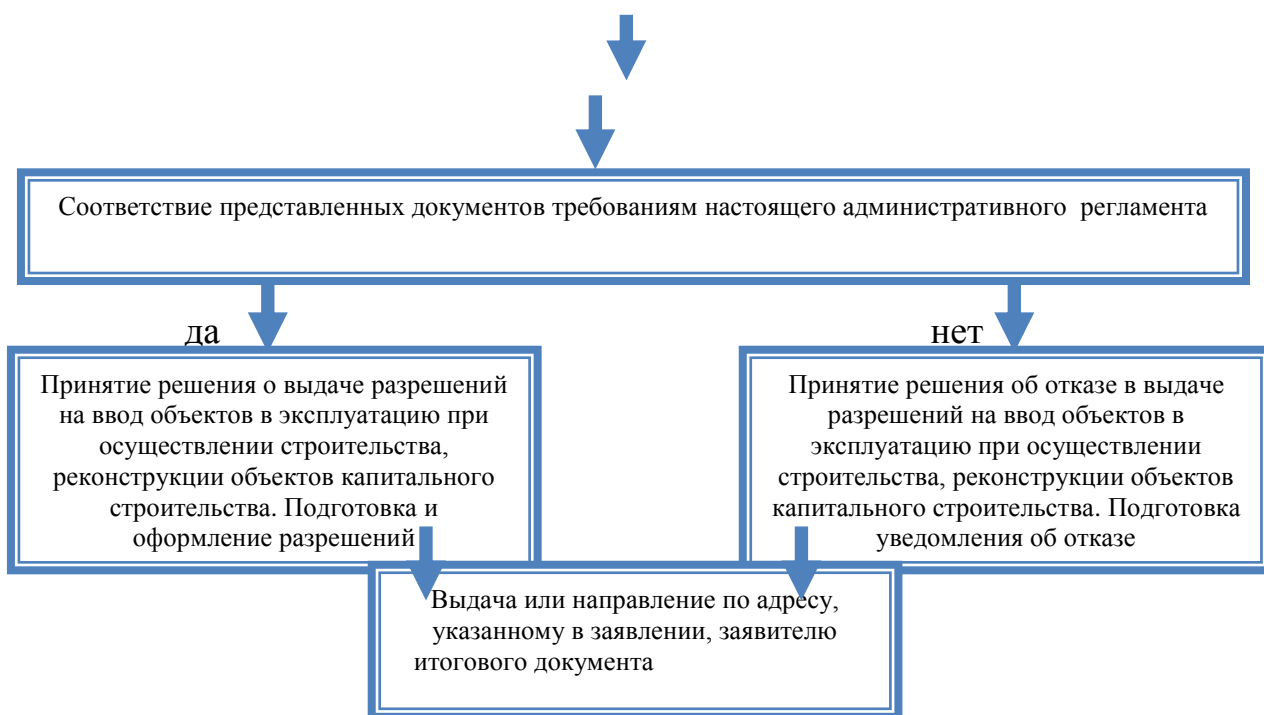 Соответствие представленных документов требованиям настоящего административного регламента
да
нет
Принятие решения о выдаче разрешений
на ввод объектов в эксплуатацию при
осуществлении строительства,
реконструкции объектов капитального
строительства. Подготовка и
оформление разрешений
Принятие решения об отказе в выдаче
разрешений на ввод объектов в
эксплуатацию при осуществлении
строительства, реконструкции объектов
капитального строительства. Подготовка
уведомления об отказе
Выдача или направление по адресу,
указанному в заявлении, заявителю
итогового документа